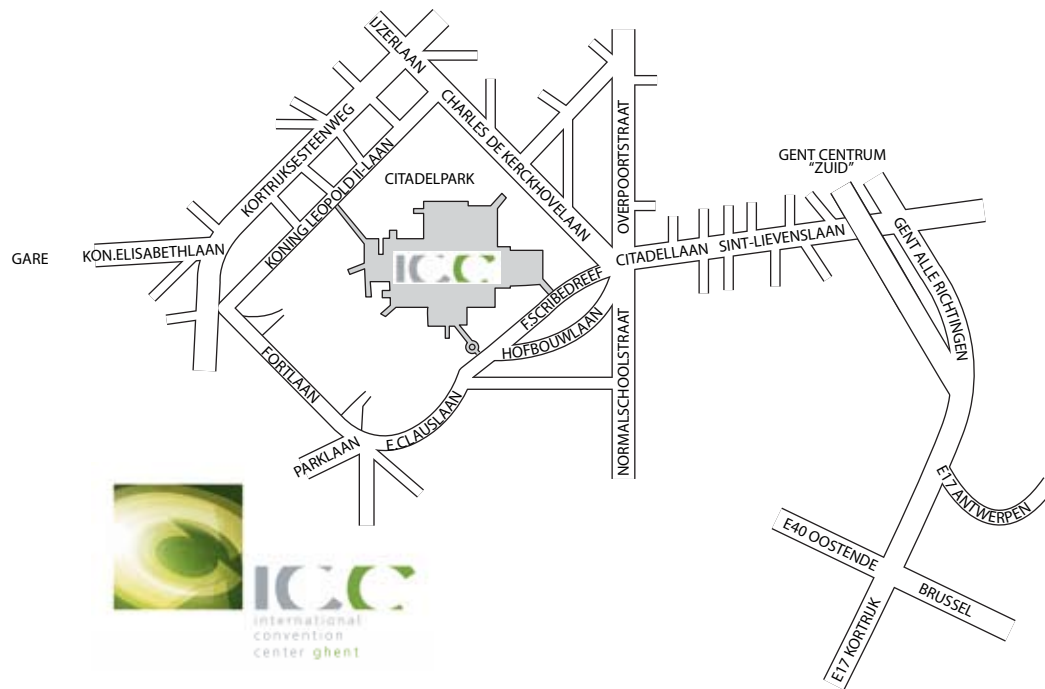 IJZERLAAN
KORTRIJKSESTEENWEG
CHARLES DE KERCKHOVELAAN
OVERPOORTSTRAAT
GENT CENTRUM
"ZUID"
CITADELPARK
KONING LEOPOLD II-LAAN
GARE
KON.ELISABETHLAAN
CITADELLAAN
SINT-LIEVENSLAAN
GENT ALLE RICHTINGEN
ICC
F.SCRIBEDREEF
HOFBOUWLAAN
NORMALSCHOOLSTRAAT
FORTLAAN
E.CLAUSLAAN
PARKLAAN
E17 ANTWERPEN
E40 OOSTENDE
BRUSSEL
E17 KORTRIJK
ICC
international
convention
center ghent